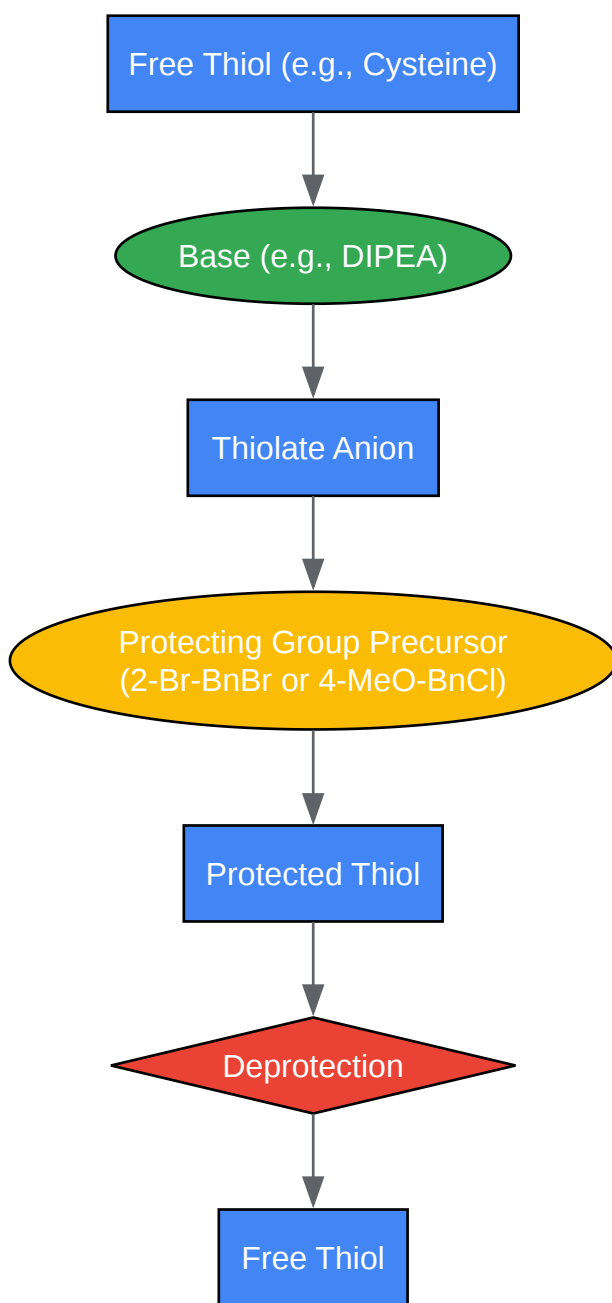 Free Thiol (e.g., Cysteine)
Base (e.g., DIPEA)
Thiolate Anion
Protecting Group Precursor
(2-Br-BnBr or 4-MeO-BnCl)
Protected Thiol
Deprotection
Free Thiol